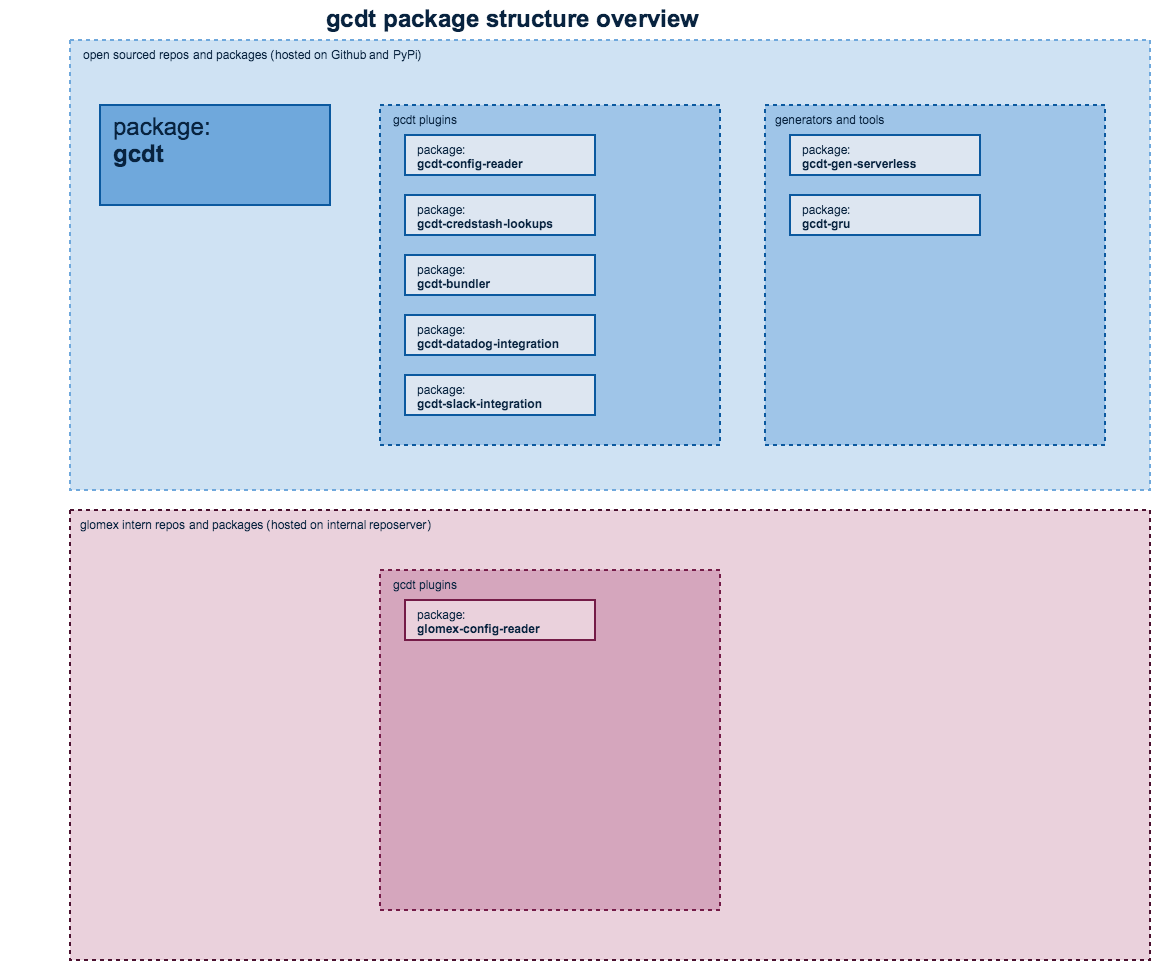 gcdt package structure overview
open sourced repos and packages (hosted on Github and PyPi)
package:
gcdt
gcdt plugins
package:
gcdt-config-reader
package:
gcdt-credstash-lookups
package:
gcdt-bundler
package:
gcdt-datadog-integration
package:
gcdt-slack-integration
generators and tools
package:
gcdt-gen-serverless
package:
gcdt-gru
glomex intern repos and packages (hosted on internal reposerver)
gcdt plugins
package:
glomex-config-reader